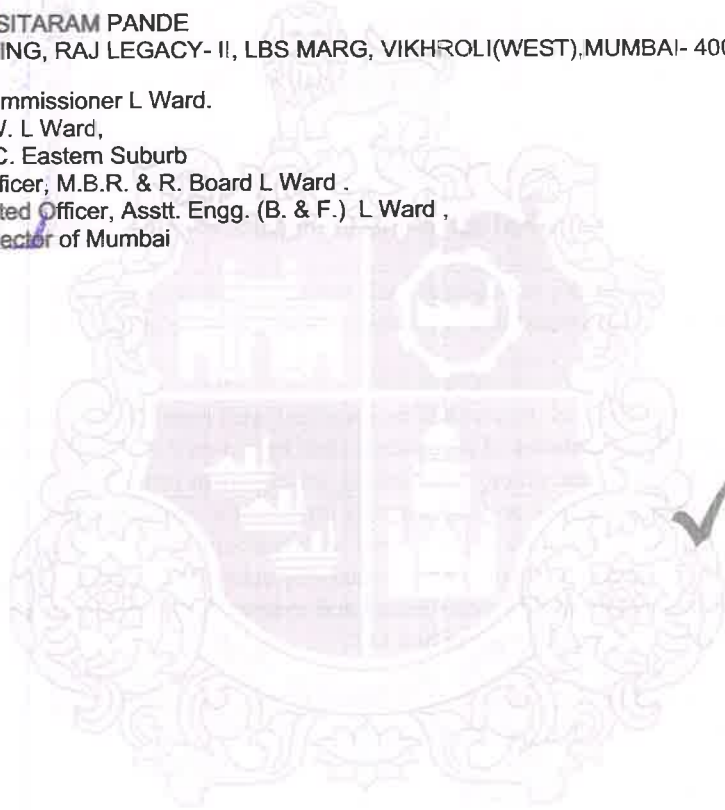 SITARAM PANDE
ING, RAJ LEGACY- II, LBS MARG, VIKHROLI(WEST),MUMBAI- 400
mmissioner L Ward.
. L Ward,
C. Eastern Suburb
ficer, M.B.R. & R. Board L Ward .
ted Officer, Asstt. Engg. (B. & F.) L Ward ,
ector of Mumbai